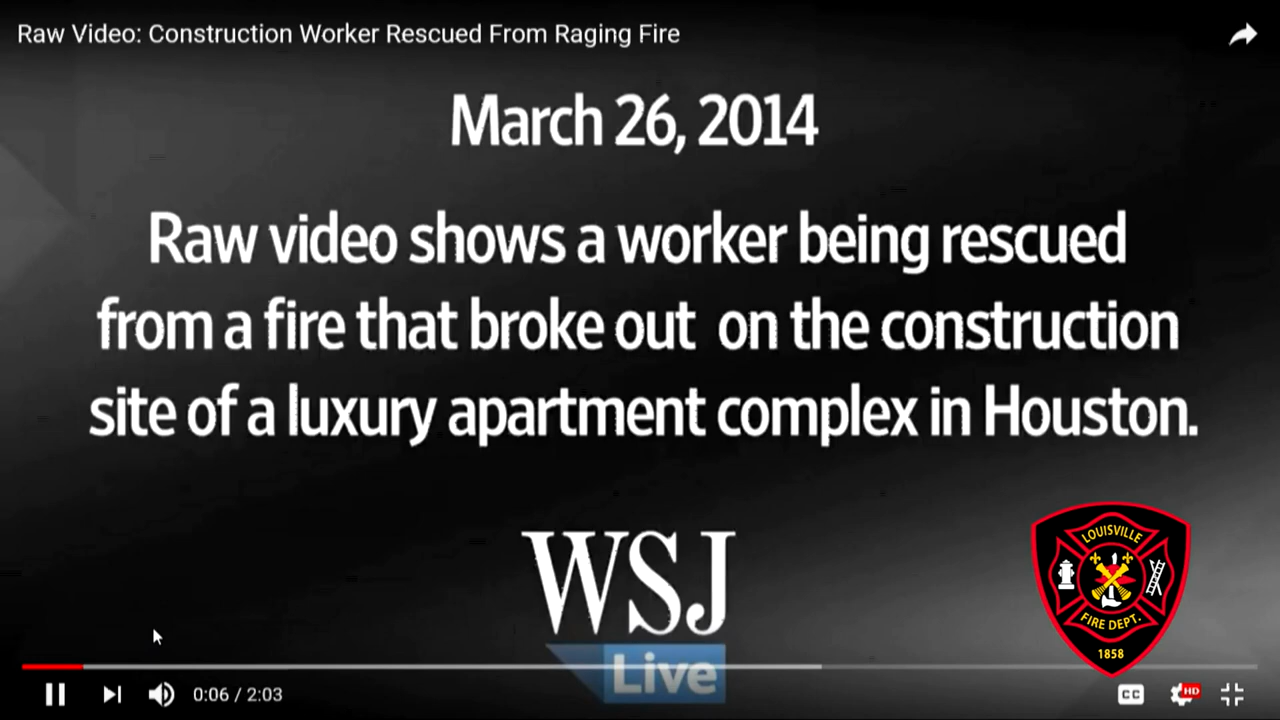 Raw Video: Construction Worker Rescued From Raging Fire
March 26, 2014
Raw video shows a worker being rescued
from a fire that broke out on the construction
site of a luxury apartment complex in Houston.
WSJ
Live
LOUISVILLE
FIRE DEPT.
1858
0:06 / 2:03
CC
HD